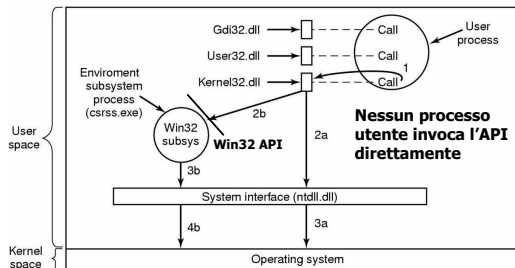 Gdi32.dll
Call
User32.dll
Call
User process
Kernel32.dll
Call
1
Enviroment subsystem process (csrss.exe)
2b
Nessun processo
utente invoca l'API
direttamente
User space
Win32 subsys
Win32 API
2a
3b
System interface (ntdll.dll)
4b
3a
Kernel space
Operating system